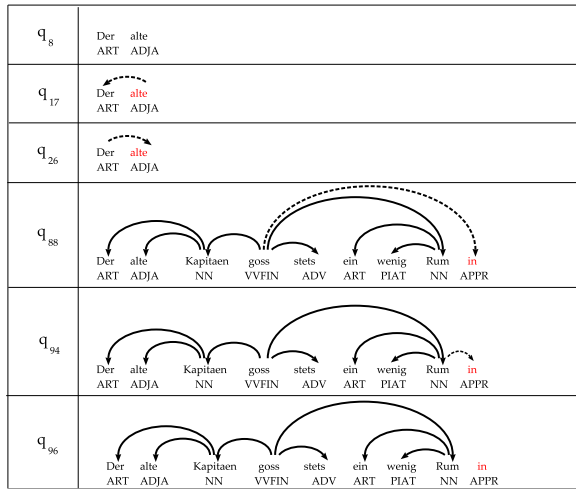 q8
Der alte
ART ADJA
q17
Der alte
ART ADJA
q26
Der alte
ART ADJA
q88
Der alte Kapitaen goss stets ein wenig Rum in
ART ADJA NN VVFIN ADV ART PIAT NN APPR
q94
Der alte Kapitaen goss stets ein wenig Rum in
ART ADJA NN VVFIN ADV ART PIAT NN APPR
q96
Der alte Kapitaen goss stets ein wenig Rum in
ART ADJA NN VVFIN ADV ART PIAT NN APPR